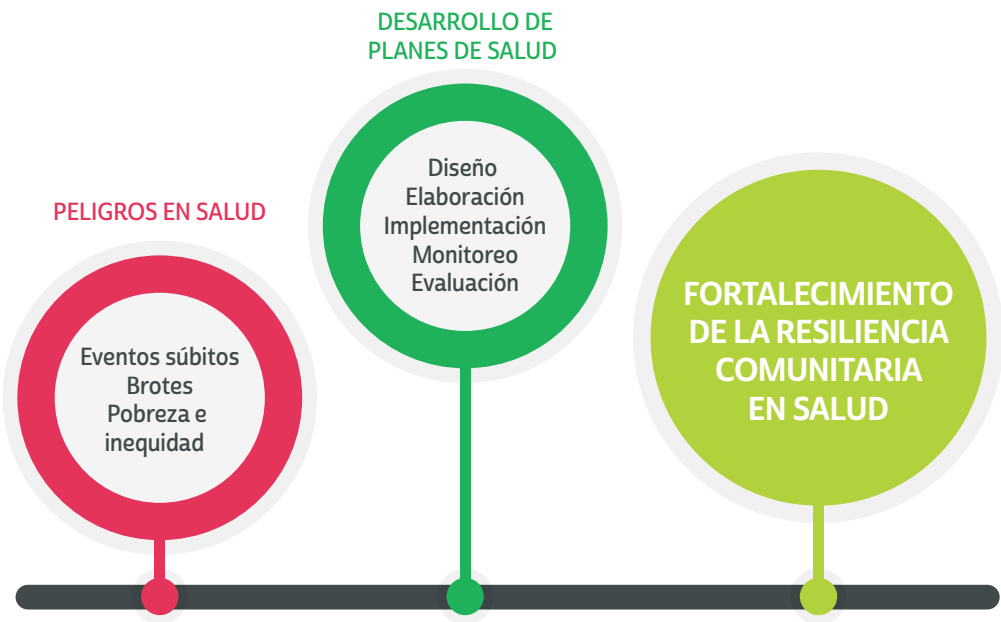 PELIGROS EN SALUD
Eventos súbitos
Brotes
Pobreza e
inequidad
DESARROLLO DE
PLANES DE SALUD
Diseño
Elaboración
Implementación
Monitoreo
Evaluación
FORTALECIMIENTO
DE LA RESILIENCIA
COMUNITARIA
EN SALUD